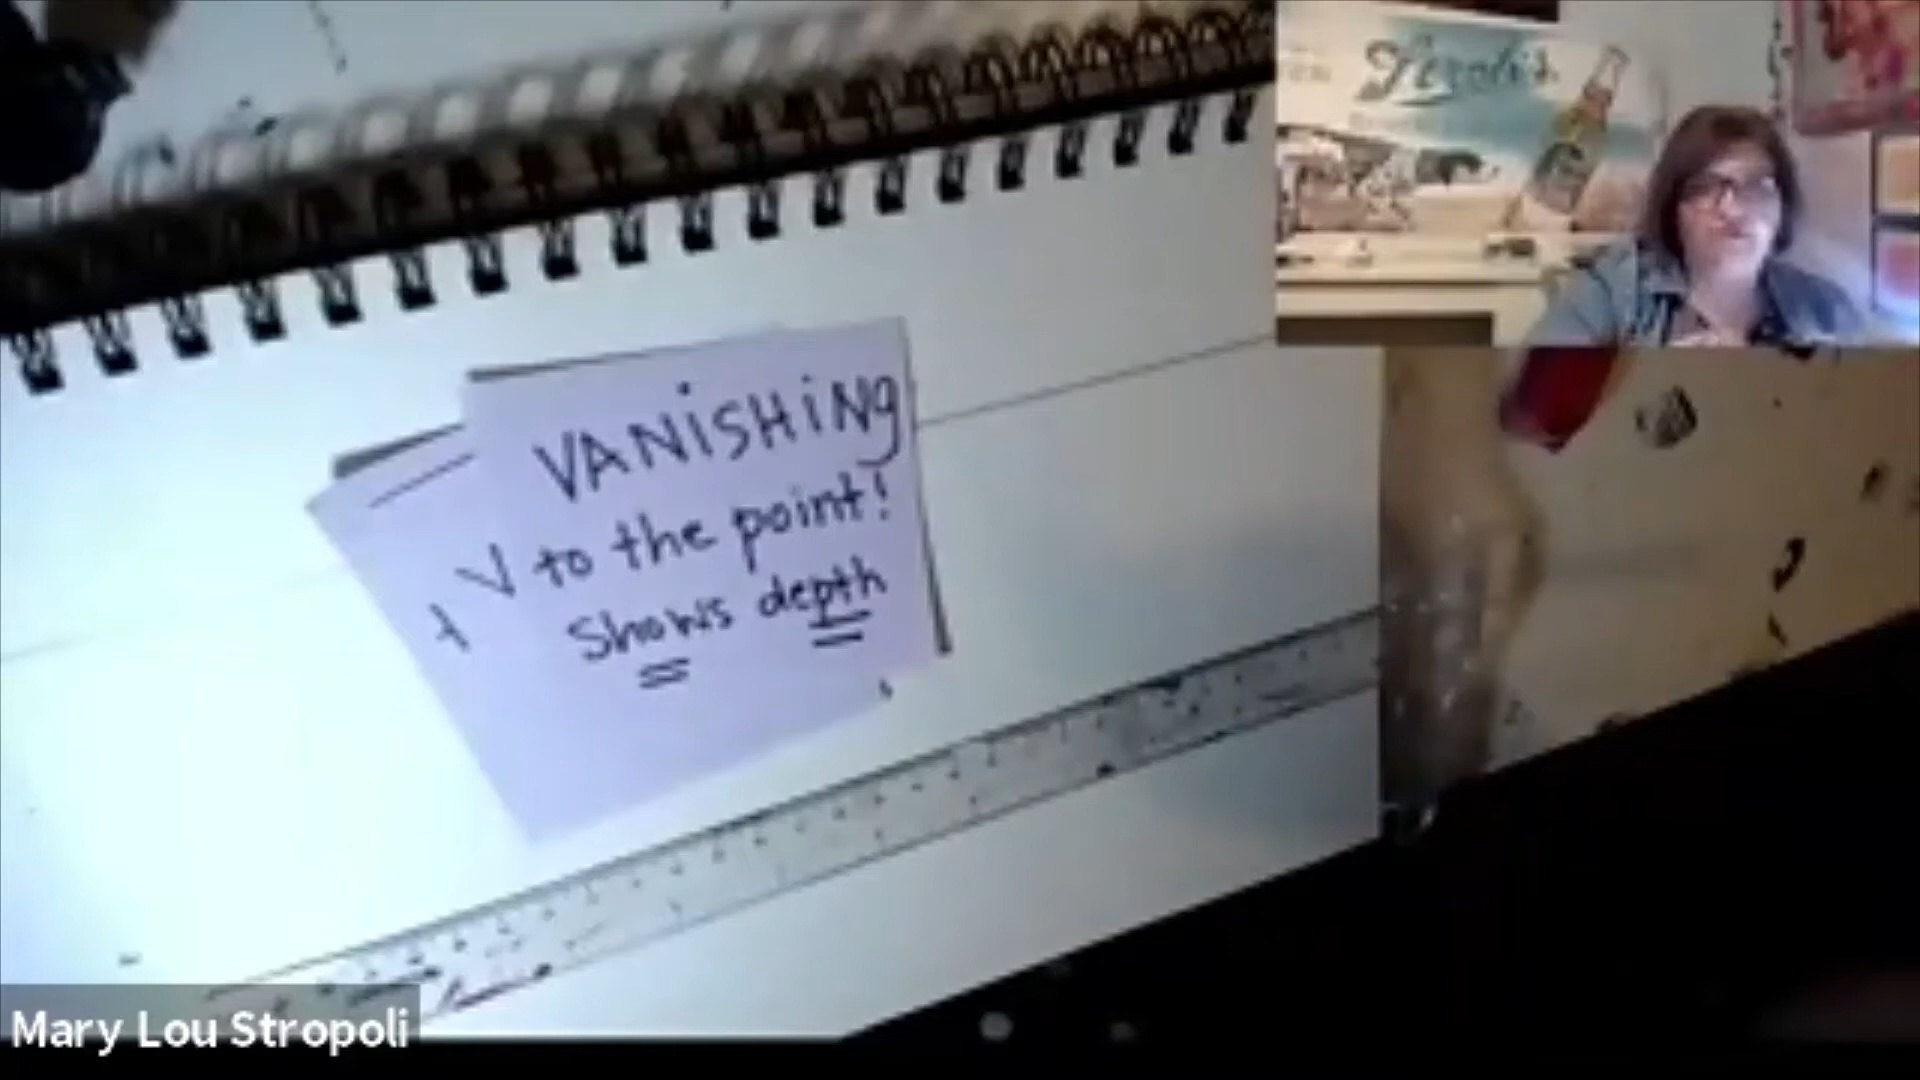 VANiSHiNg
to the point!
Shows depth
Mary Lou Stropoli